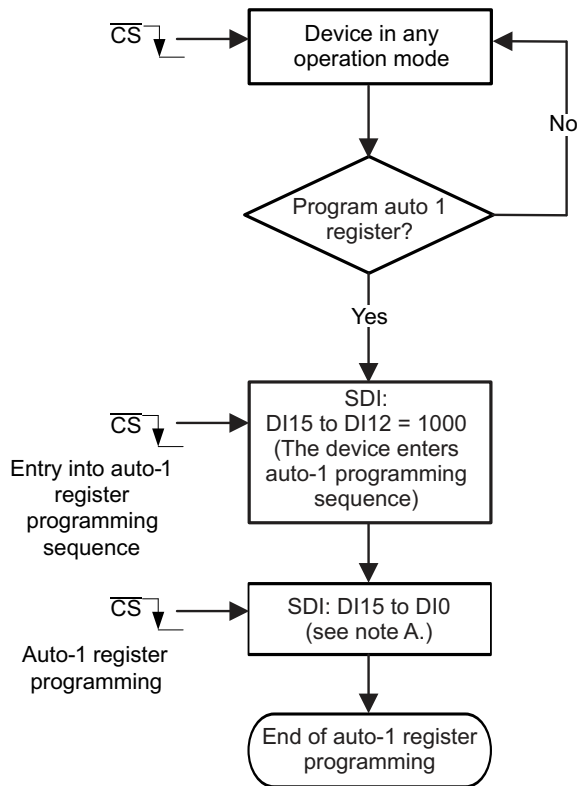 CS
Device in any
operation mode
No
Program auto 1
register?
Yes
SDI:
DI15 to DI12 = 1000
(The device enters
auto-1 programming
sequence)
CS
Entry into auto-1
register
programming
sequence
SDI: DI15 to DI0
(see note A.)
CS
Auto-1 register
programming
End of auto-1 register
programming